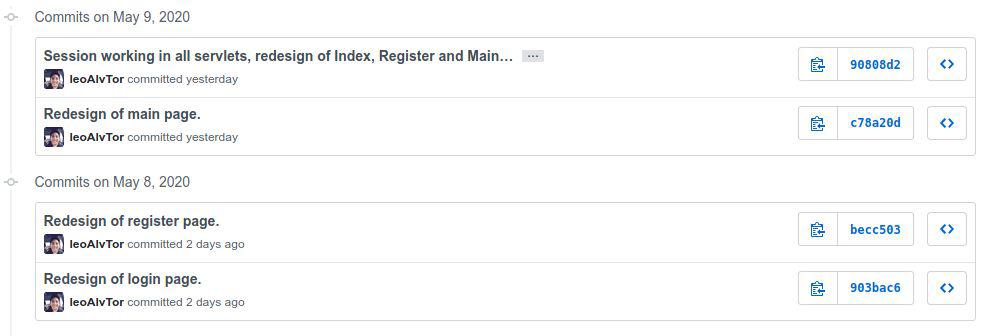 Commits on May 9, 2020
Session working in all servlets, redesign of Index, Register and Main… ...
leoAlvTor committed yesterday
90808d2
Redesign of main page.
leoAlvTor committed yesterday
c78a20d
Commits on May 8, 2020
Redesign of register page.
leoAlvTor committed 2 days ago
becc503
Redesign of login page.
leoAlvTor committed 2 days ago
903bac6